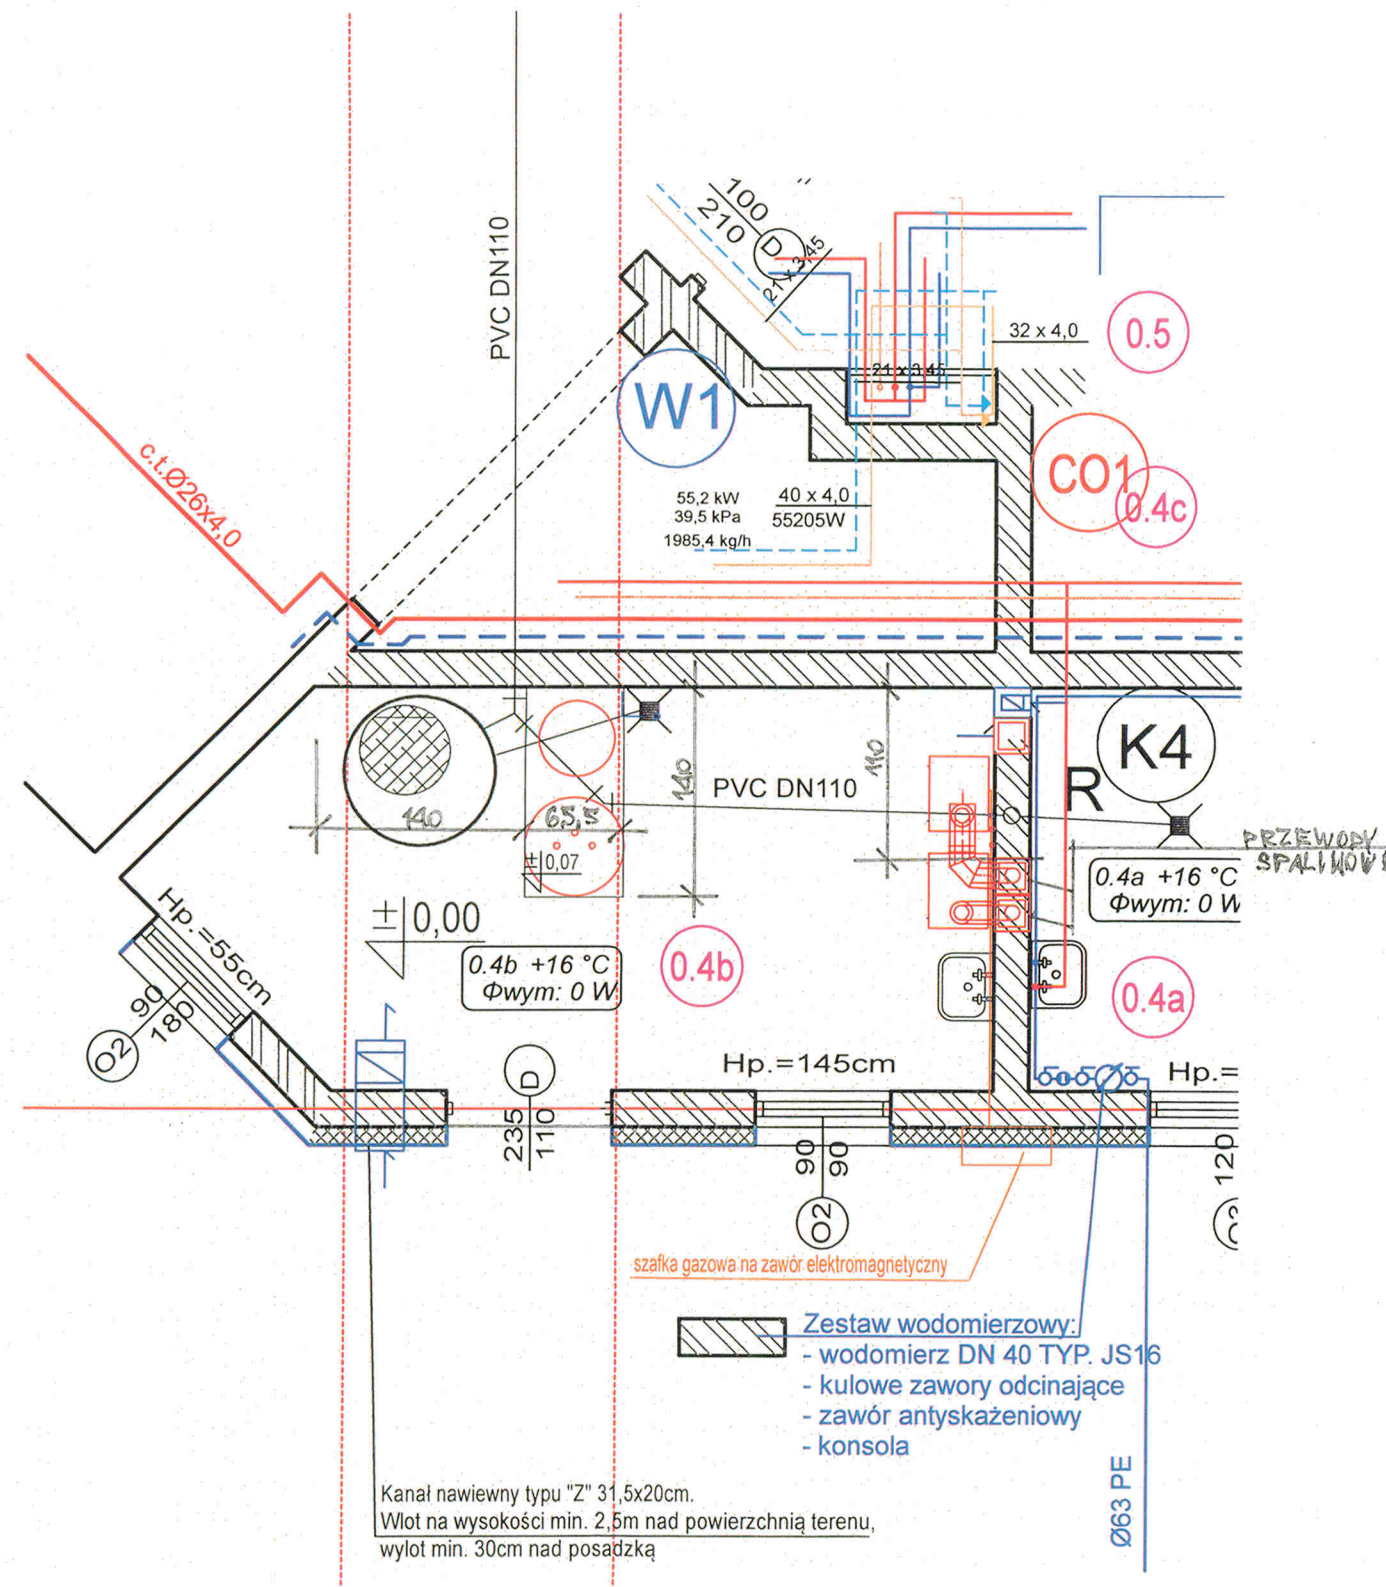 PVC DN110
100
210
D
21 x 3,45
32 x 4,0
0.5
21 x 3,45
W1
CO1
0.4c
c.t.Ø26x4,0
55,2 kW
39,5 kPa
1985,4 kg/h
40 x 4,0
55205W
K4
R
140
65,5
140
110
PVC DN110
± 0,07
PRZEWODY
0.4a +16 °C
Φwym: 0 W
± 0,00
0.4b +16 °C
Φwym: 0 W
0.4b
0.4a
Hp.=55cm
90
180
O2
D
235
110
Hp.=145cm
Hp.=
90
90
O2
120
szafka gazowa na zawór elektromagnetyczny
Zestaw wodomierzowy:
- wodomierz DN 40 TYP. JS16
- kulowe zawory odcinające
- zawór antyskażeniowy
- konsola
Ø63 PE
Kanał nawiewny typu "Z" 31,5x20cm.
Wlot na wysokości min. 2,5m nad powierzchnią terenu,
wylot min. 30cm nad posadzką